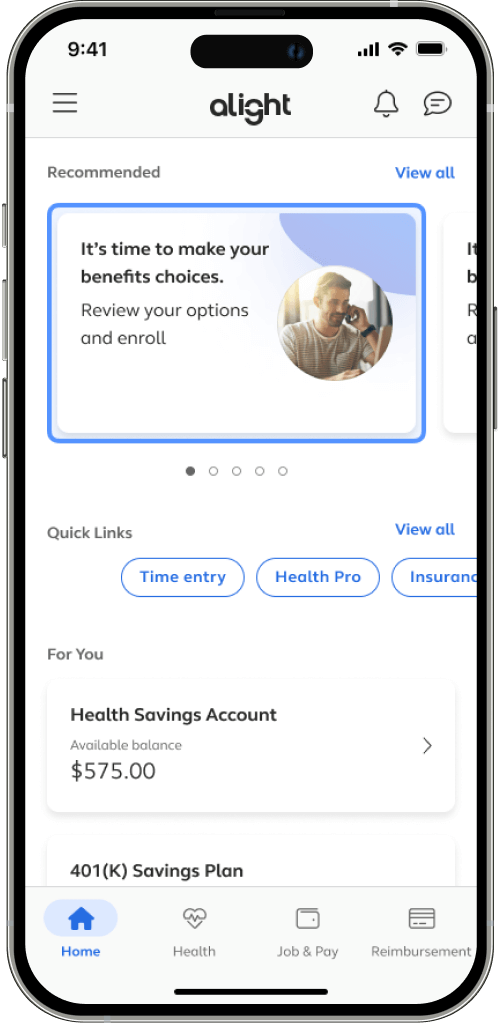 9:41
alight
Recommended
View all
It's time to make your
benefits choices.
Review your options
and enroll
Quick Links
View all
Time entry
Health Pro
Insuranc
For You
Health Savings Account
Available balance
$575.00
401(K) Savings Plan
Home
Health
Job & Pay
Reimbursement